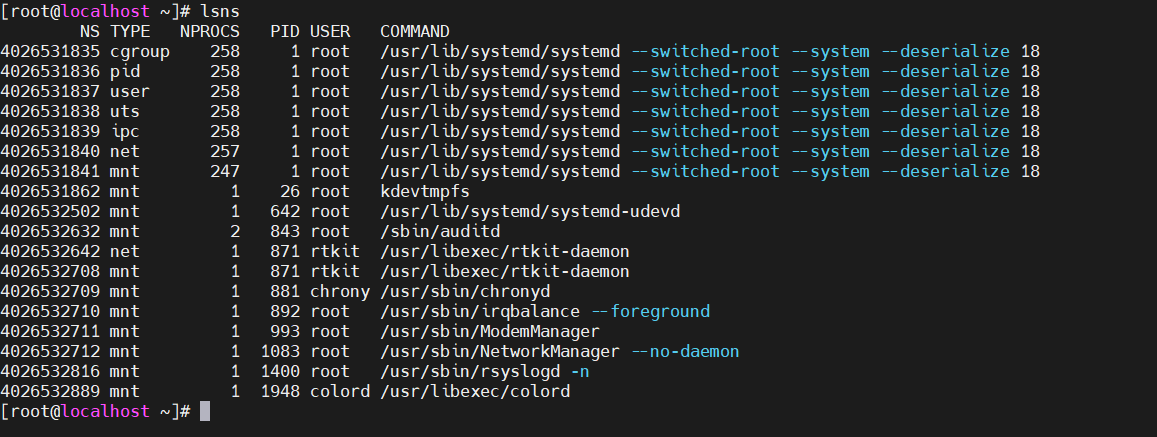 [root@localhost ~]# lsns
        NS TYPE   NPROCS   PID USER   COMMAND
4026531835 cgroup    258     1 root   /usr/lib/systemd/systemd --switched-root --system --deserialize 18
4026531836 pid       258     1 root   /usr/lib/systemd/systemd --switched-root --system --deserialize 18
4026531837 user      258     1 root   /usr/lib/systemd/systemd --switched-root --system --deserialize 18
4026531838 uts       258     1 root   /usr/lib/systemd/systemd --switched-root --system --deserialize 18
4026531839 ipc       258     1 root   /usr/lib/systemd/systemd --switched-root --system --deserialize 18
4026531840 net       257     1 root   /usr/lib/systemd/systemd --switched-root --system --deserialize 18
4026531841 mnt       247     1 root   /usr/lib/systemd/systemd --switched-root --system --deserialize 18
4026531862 mnt         1    26 root   kdevtmpfs
4026532502 mnt         1   642 root   /usr/lib/systemd/systemd-udevd
4026532632 mnt         2   843 root   /sbin/auditd
4026532642 net         1   871 rtkit  /usr/libexec/rtkit-daemon
4026532708 mnt         1   871 rtkit  /usr/libexec/rtkit-daemon
4026532709 mnt         1   881 chrony /usr/sbin/chronyd
4026532710 mnt         1   892 root   /usr/sbin/irqbalance --foreground
4026532711 mnt         1   993 root   /usr/sbin/ModemManager
4026532712 mnt         1  1083 root   /usr/sbin/NetworkManager --no-daemon
4026532816 mnt         1  1400 root   /usr/sbin/rsyslogd -n
4026532889 mnt         1  1948 colord /usr/libexec/colord
[root@localhost ~]#